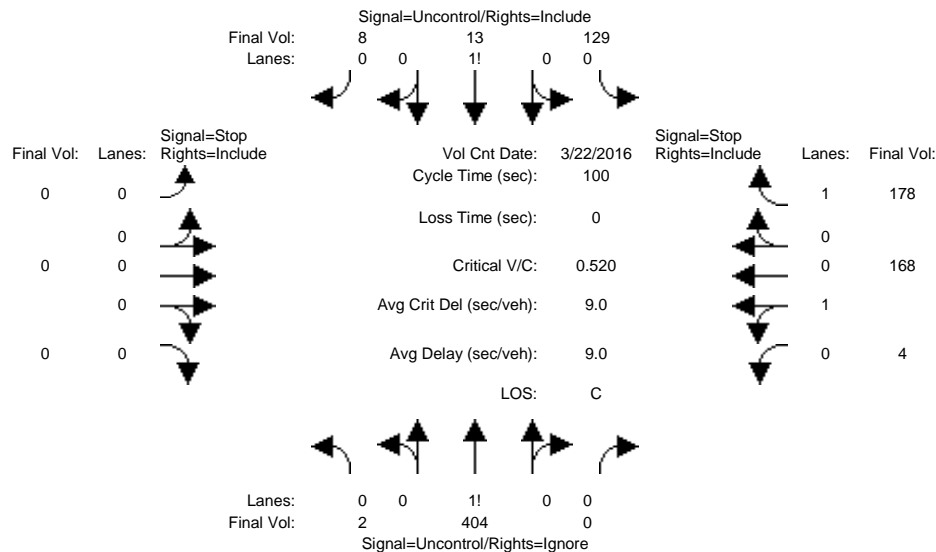 Signal=Uncontrol/Rights=Include
Final Vol: 8 13 129
Lanes: 0 0 1! 0 0
Signal=Stop Signal=Stop
Final Vol: Lanes: Rights=Include Vol Cnt Date: 3/22/2016 Rights=Include Lanes: Final Vol:
Cycle Time (sec): 100
0 0 1 178
Loss Time (sec): 0
0 0
0 0 Critical V/C: 0.520 0 168
0 Avg Crit Del (sec/veh): 9.0 1
0 0 Avg Delay (sec/veh): 9.0 0 4
LOS: C
Lanes: 0 0 1! 0 0
Final Vol: 2 404 0
Signal=Uncontrol/Rights=Ignore